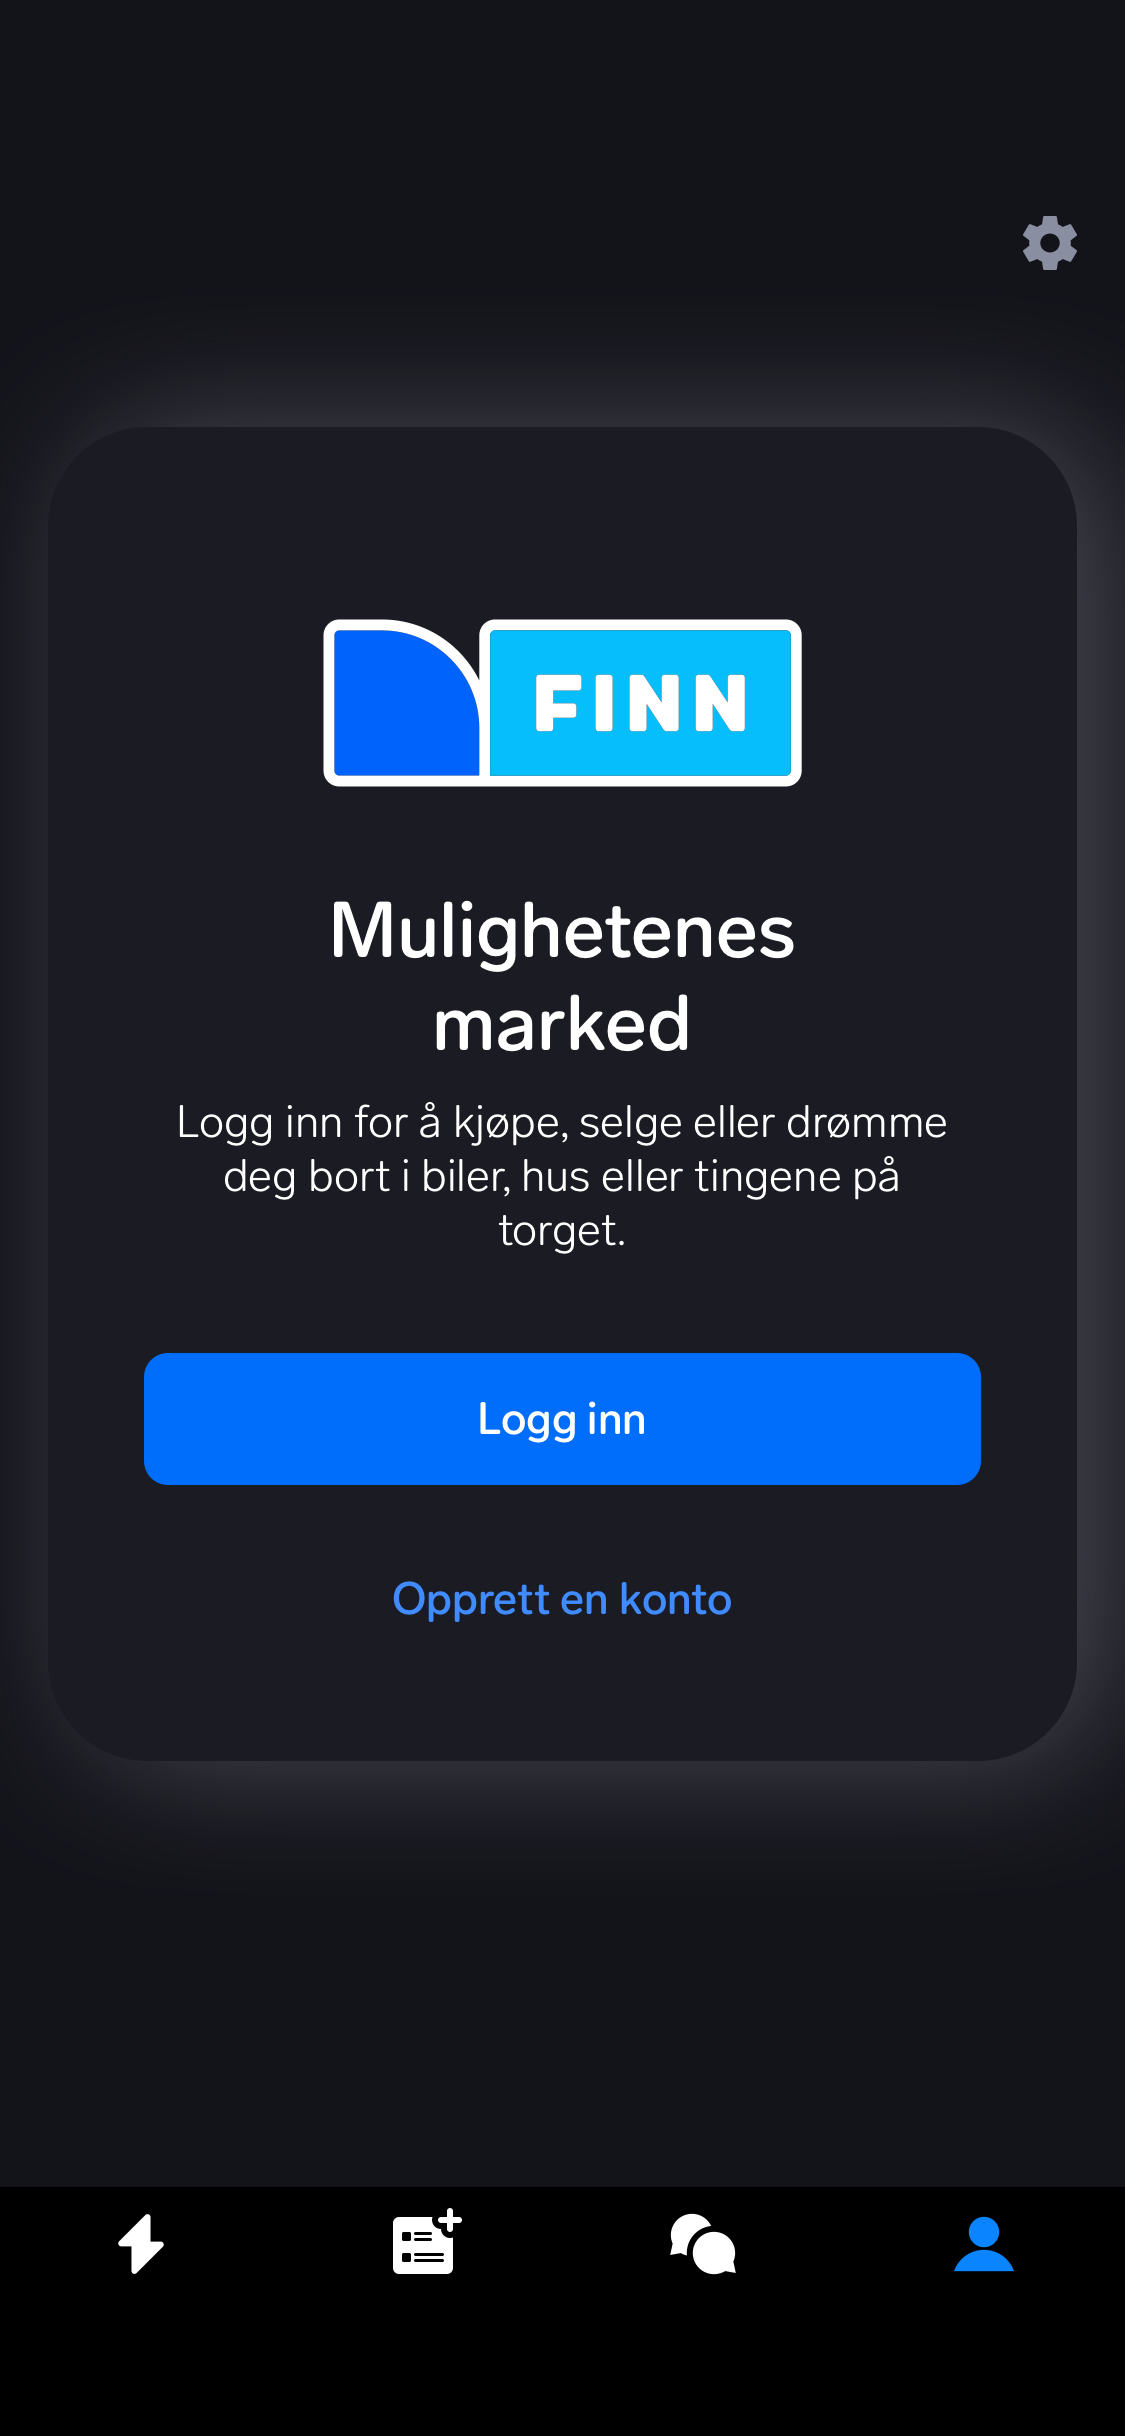 FINN
Mulighetenes
marked
Logg inn for å kjøpe, selge eller drømme
deg bort i biler, hus eller tingene på
torget.
Logg inn
Opprett en konto